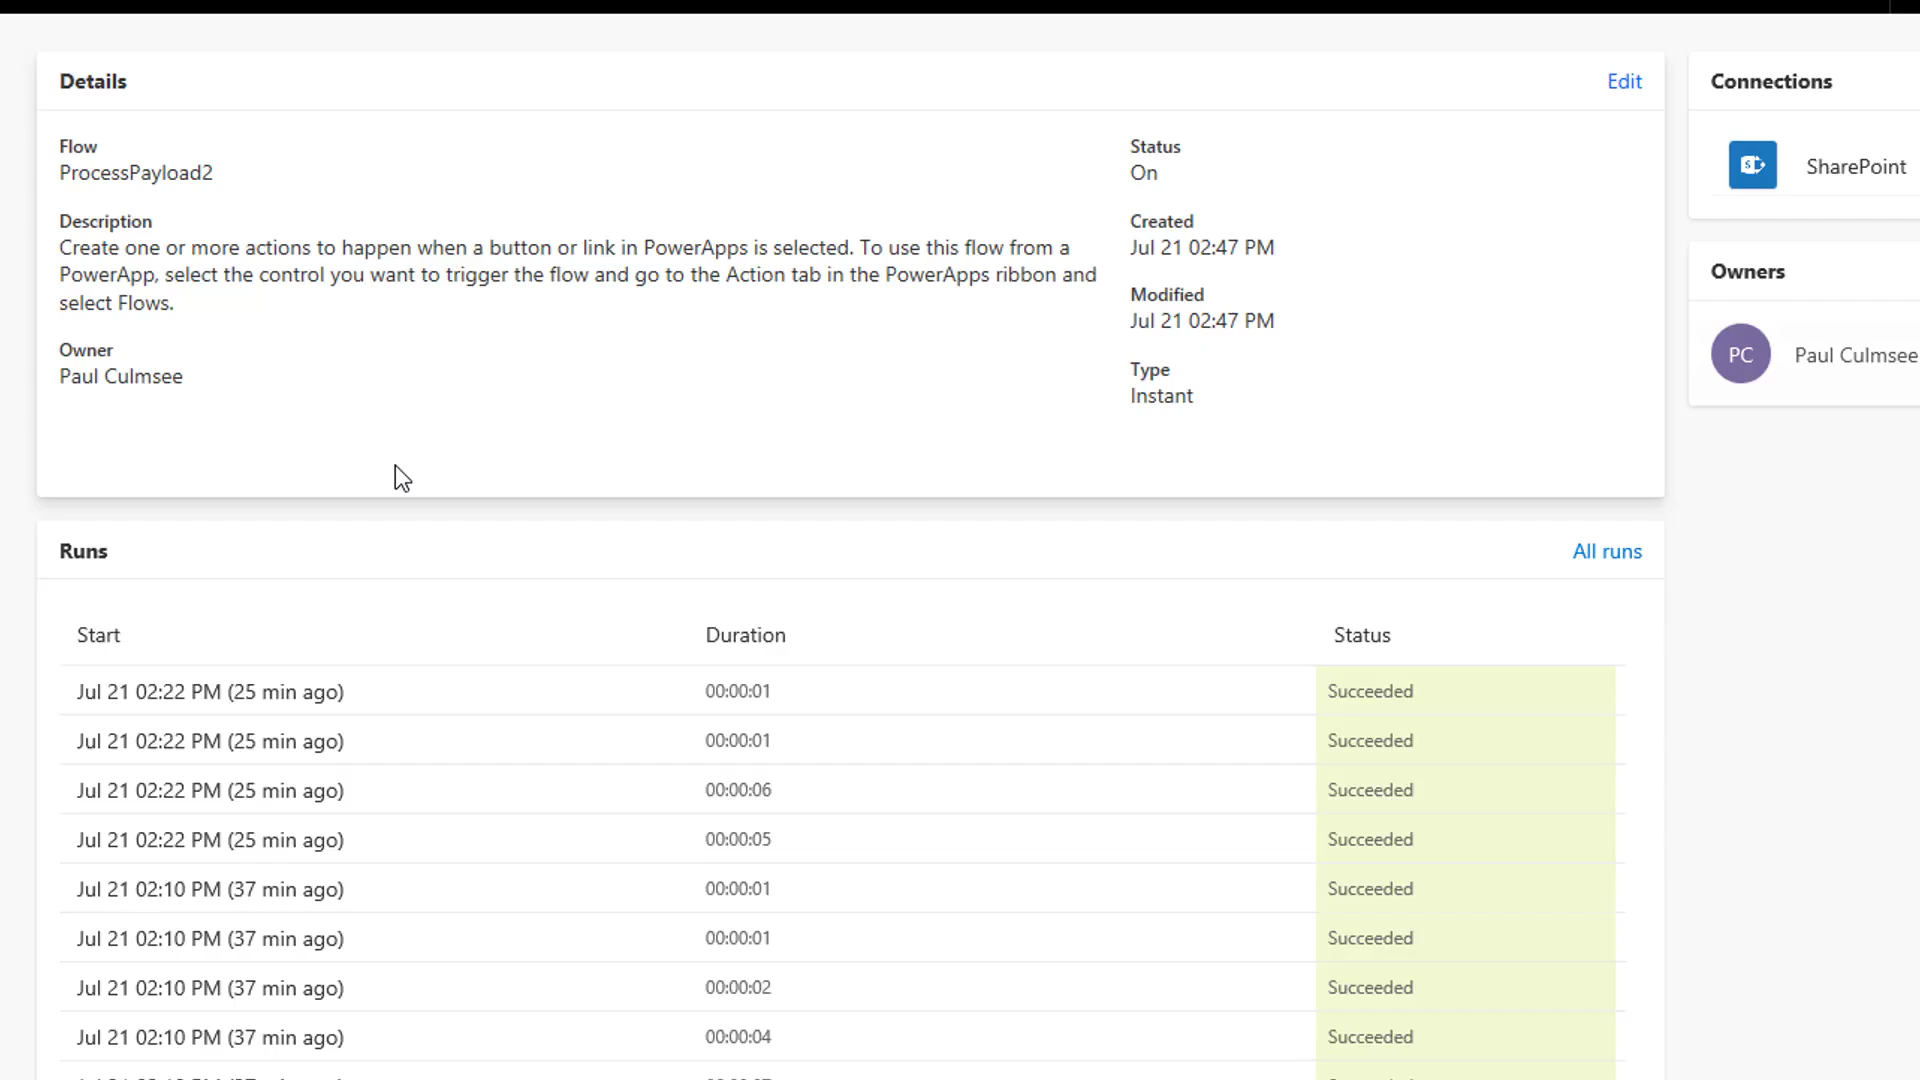 Details
Edit
Flow
ProcessPayload2
Description
Create one or more actions to happen when a button or link in PowerApps is selected. To use this flow from a
PowerApp, select the control you want to trigger the flow and go to the Action tab in the PowerApps ribbon and
select Flows.
Owner
Paul Culmsee
Status
On
Created
Jul 21 02:47 PM
Modified
Jul 21 02:47 PM
Type
Instant
Connections
S
SharePoint
Owners
PC
Paul Culmsee
Runs
All runs
Start Duration Status
Jul 21 02:22 PM (25 min ago) 00:00:01 Succeeded
Jul 21 02:22 PM (25 min ago) 00:00:01 Succeeded
Jul 21 02:22 PM (25 min ago) 00:00:06 Succeeded
Jul 21 02:22 PM (25 min ago) 00:00:05 Succeeded
Jul 21 02:10 PM (37 min ago) 00:00:01 Succeeded
Jul 21 02:10 PM (37 min ago) 00:00:01 Succeeded
Jul 21 02:10 PM (37 min ago) 00:00:02 Succeeded
Jul 21 02:10 PM (37 min ago) 00:00:04 Succeeded